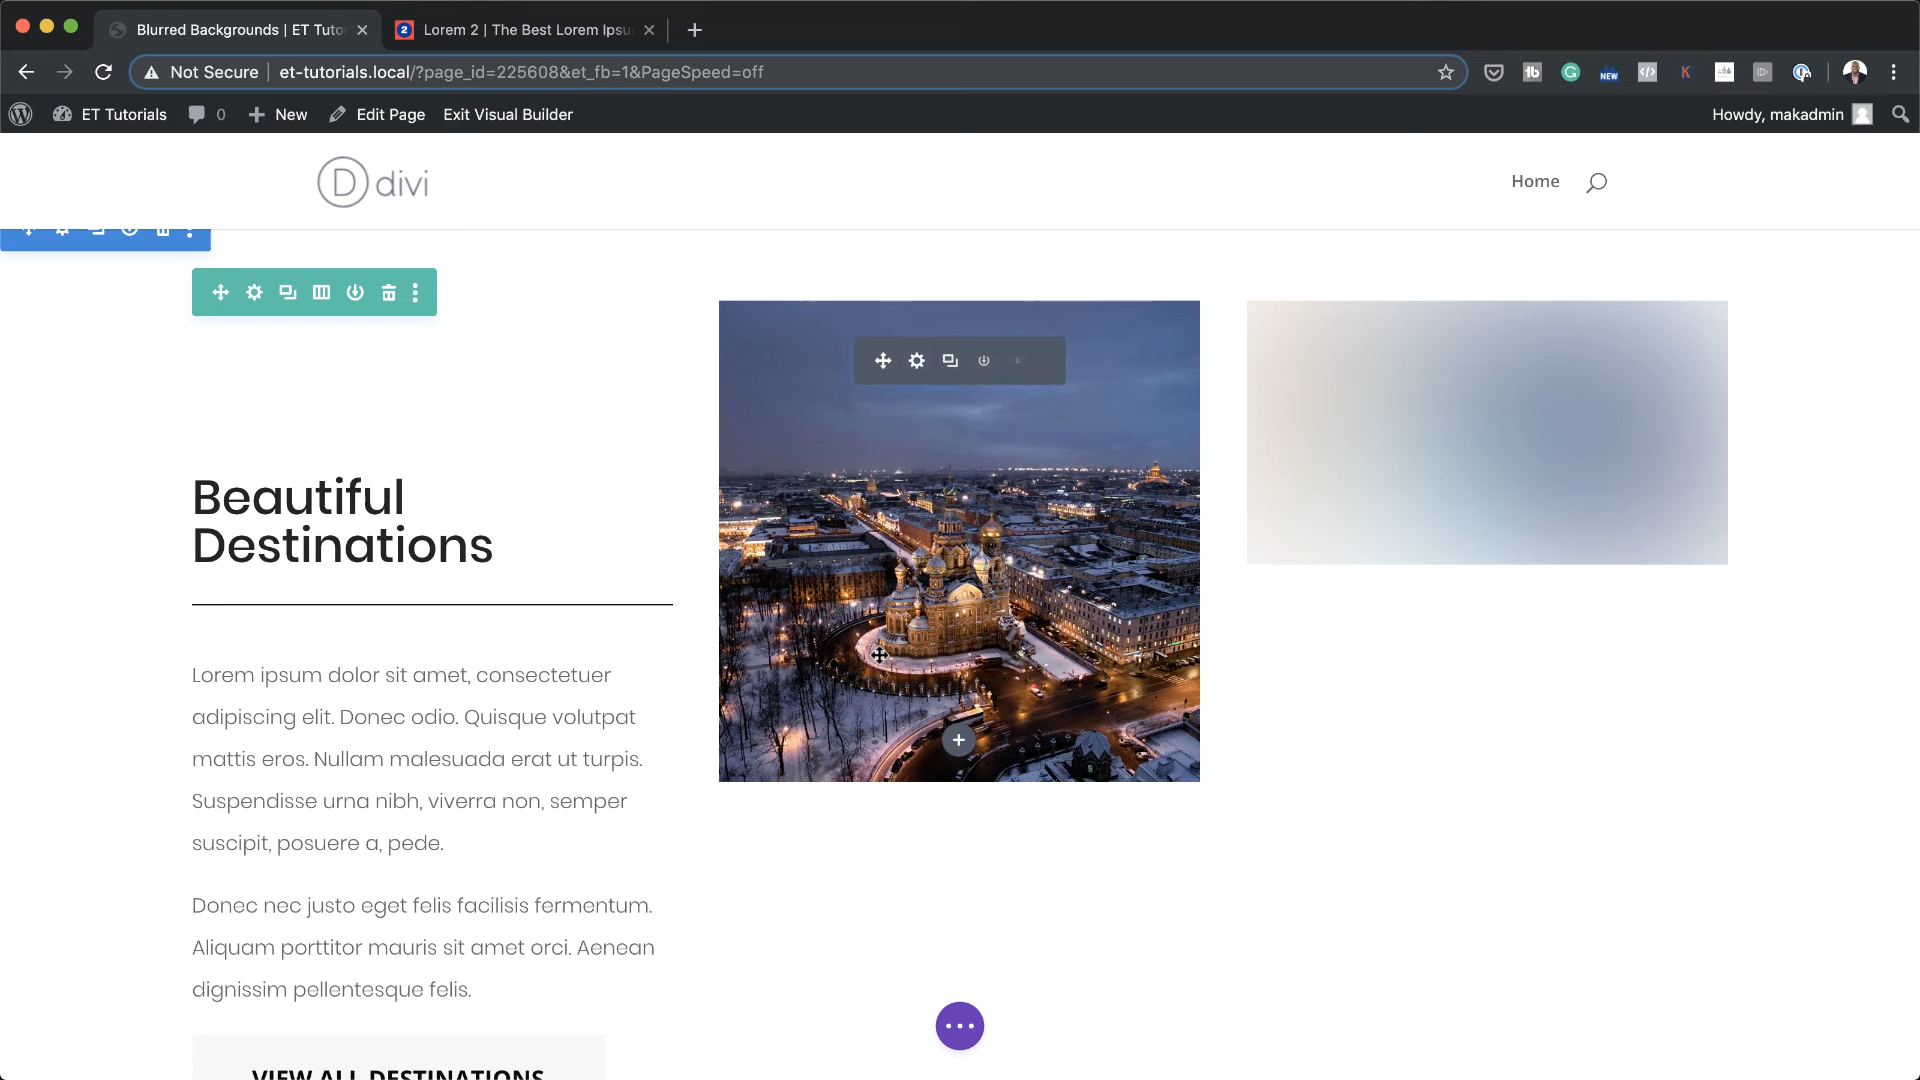 Blurred Backgrounds | ET Tuto
Lorem 2 | The Best Lorem Ipsu
Not Secure
et-tutorials.local/?page_id=225608&et_fb=1&PageSpeed=off
NEW
ET Tutorials
0
New
Edit Page
Exit Visual Builder
Howdy, makadmin
D divi
Home
Beautiful
Destinations
Lorem ipsum dolor sit amet, consectetuer
adipiscing elit. Donec odio. Quisque volutpat
mattis eros. Nullam malesuada erat ut turpis.
Suspendisse urna nibh, viverra non, semper
suscipit, posuere a, pede.
Donec nec justo eget felis facilisis fermentum.
Aliquam porttitor mauris sit amet orci. Aenean
dignissim pellentesque felis.
VIEW ALL DESTINATIONS